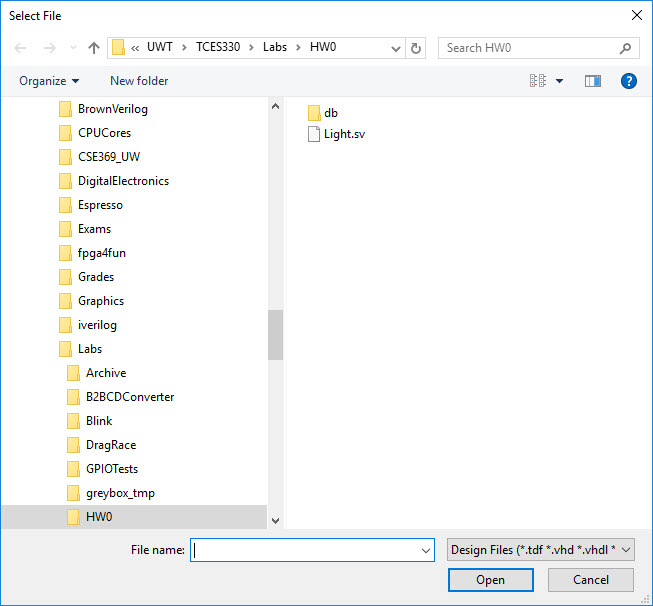 Select File
« UWT > TCES330 > Labs > HW0
Search HW0
Organize
New folder
BrownVerilog
CPUCores
CSE369_UW
DigitalElectronics
Espresso
Exams
fpga4fun
Grades
Graphics
iverilog
Labs
Archive
B2BCDConverter
Blink
DragRace
GPIOTests
greybox_tmp
HW0
db
Light.sv
File name:
Design Files (*.tdf *.vhd *.vhdl *
Open
Cancel